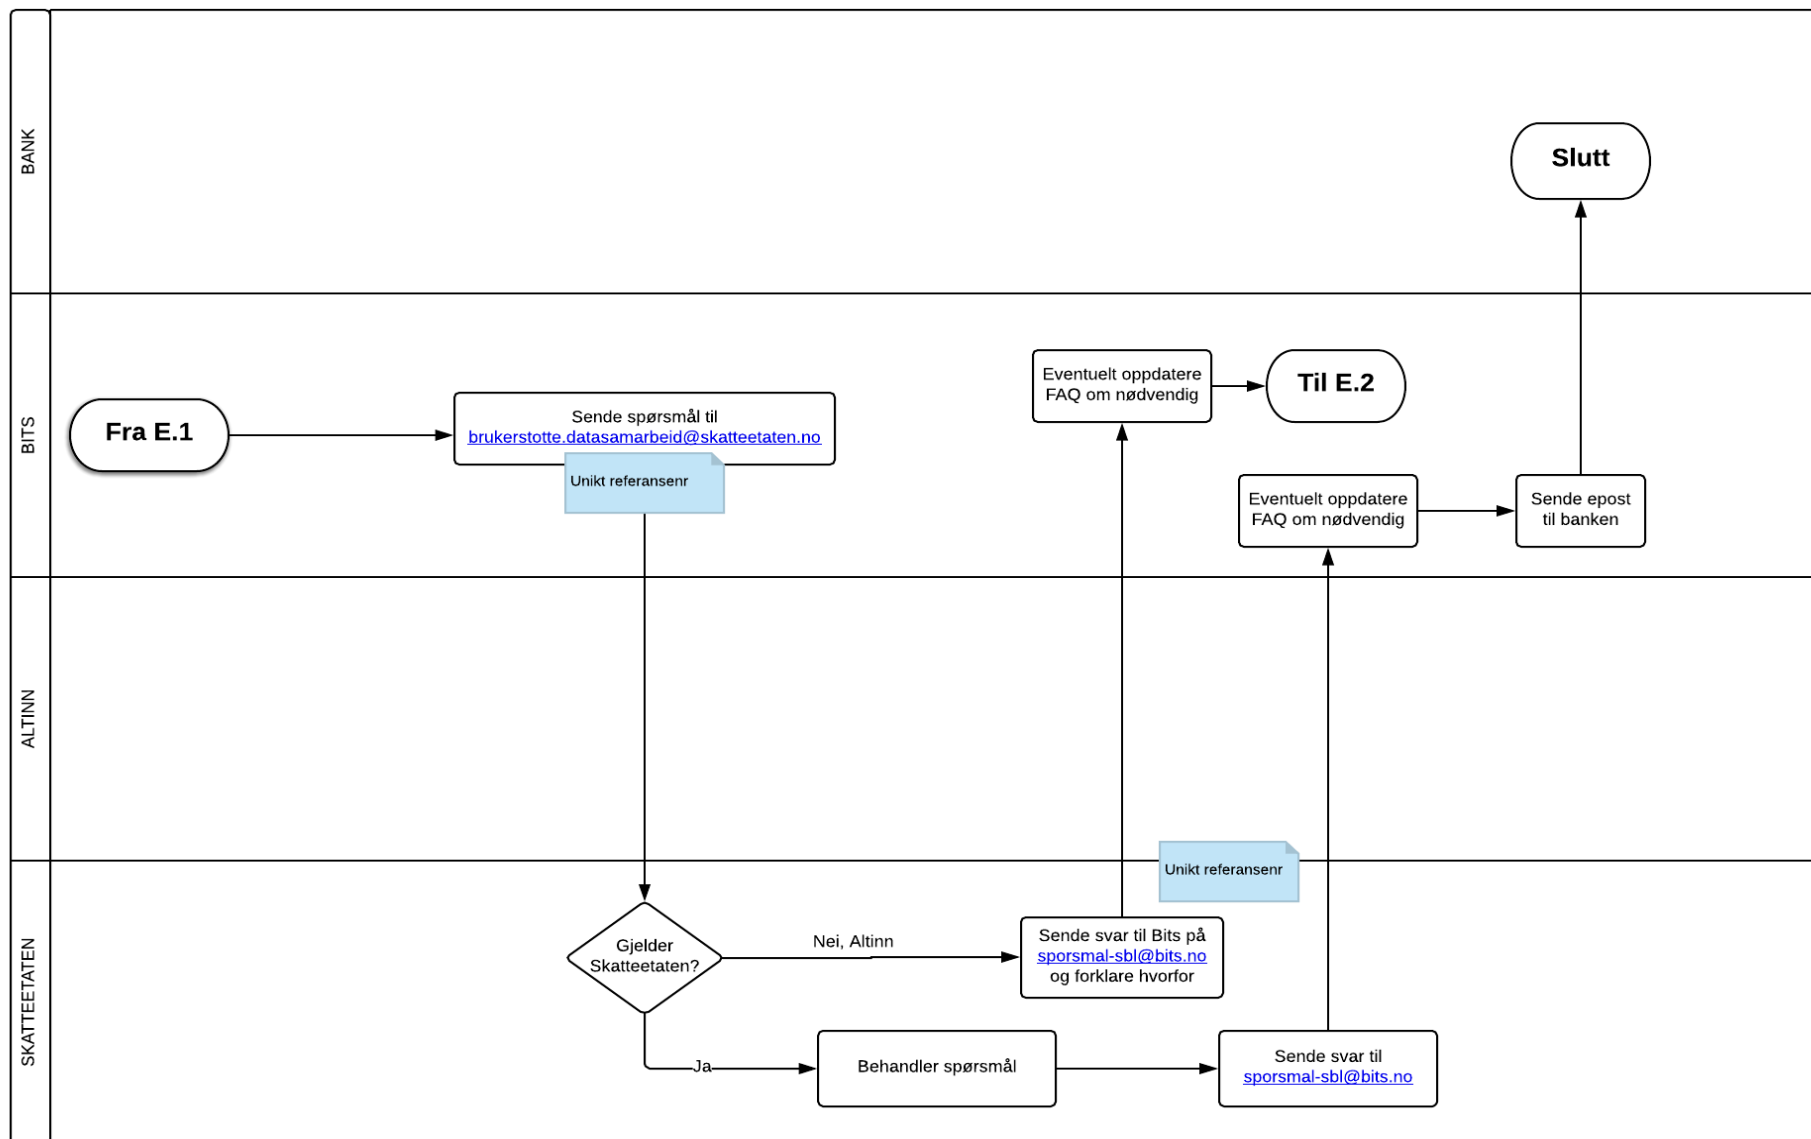 BANK
Slutt
BITS
Fra E.1
Sende spørsmål til
brukerstotte.datasamarbeid@skatteetaten.no
Unikt referansenr
Eventuelt oppdatere
FAQ om nødvendig
Til E.2
Eventuelt oppdatere
FAQ om nødvendig
Sende epost
til banken
ALTINN
SKATTEETATEN
Unikt referansenr
Gjelder
Skatteetaten?
Nei, Altinn
Sende svar til Bits på
sporsmal-sbl@bits.no
og forklare hvorfor
Ja
Behandler spørsmål
Sende svar til
sporsmal-sbl@bits.no